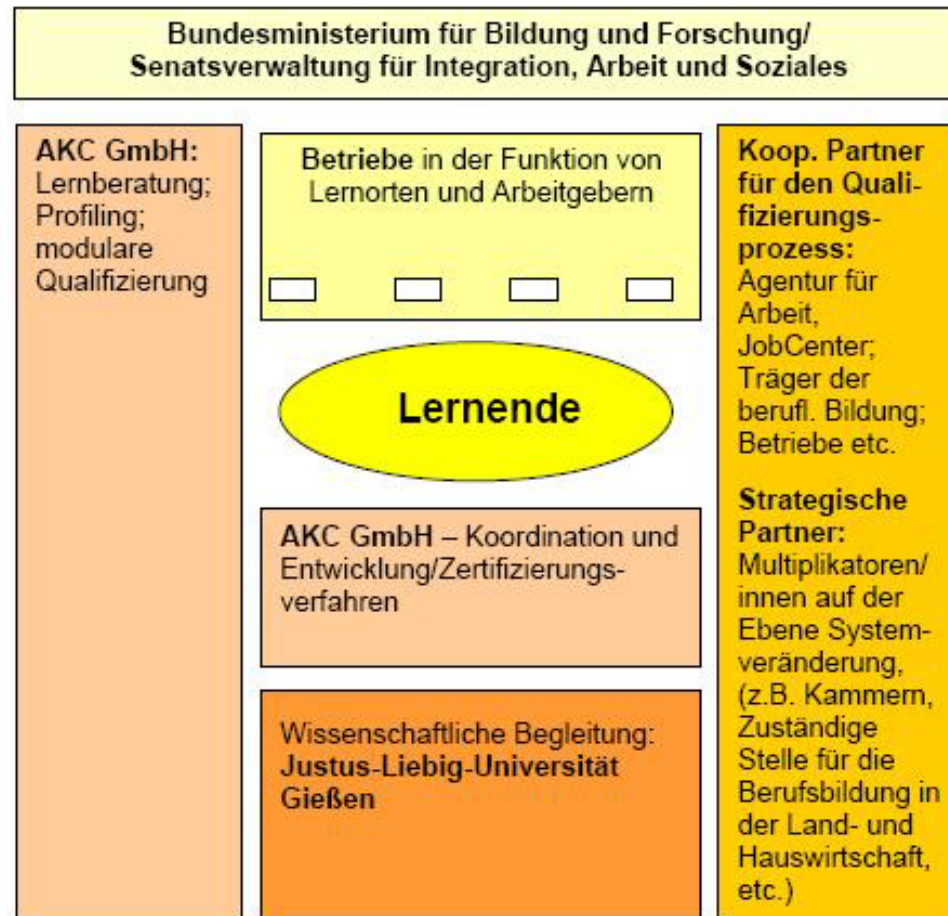 Bundesministerium für Bildung und Forschung/
Senatsverwaltung für Integration, Arbeit und Soziales
AKC GmbH:
Lernberatung;
Profiling;
modulare
Qualifizierung
Betriebe in der Funktion von
Lernorten und Arbeitgebern
Lernende
AKC GmbH – Koordination und
Entwicklung/Zertifizierungs-
verfahren
Wissenschaftliche Begleitung:
Justus-Liebig-Universität
Gießen
Koop. Partner
für den Quali-
fizierungs-
prozess:
Agentur für
Arbeit,
JobCenter;
Träger der
berufl. Bildung;
Betriebe etc.
Strategische
Partner:
Multiplikatoren/
innen auf der
Ebene System-
veränderung,
(z.B. Kammern,
Zuständige
Stelle für die
Berufsbildung in
der Land- und
Hauswirtschaft,
etc.)